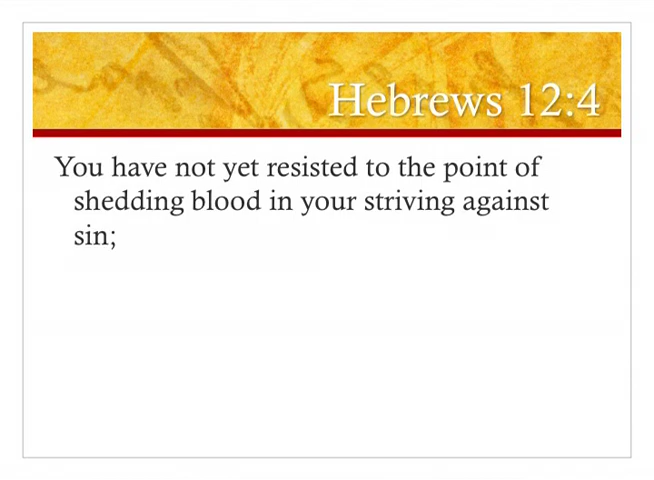 Hebrews 12:4
You have not yet resisted to the point of
shedding blood in your striving against
sin;